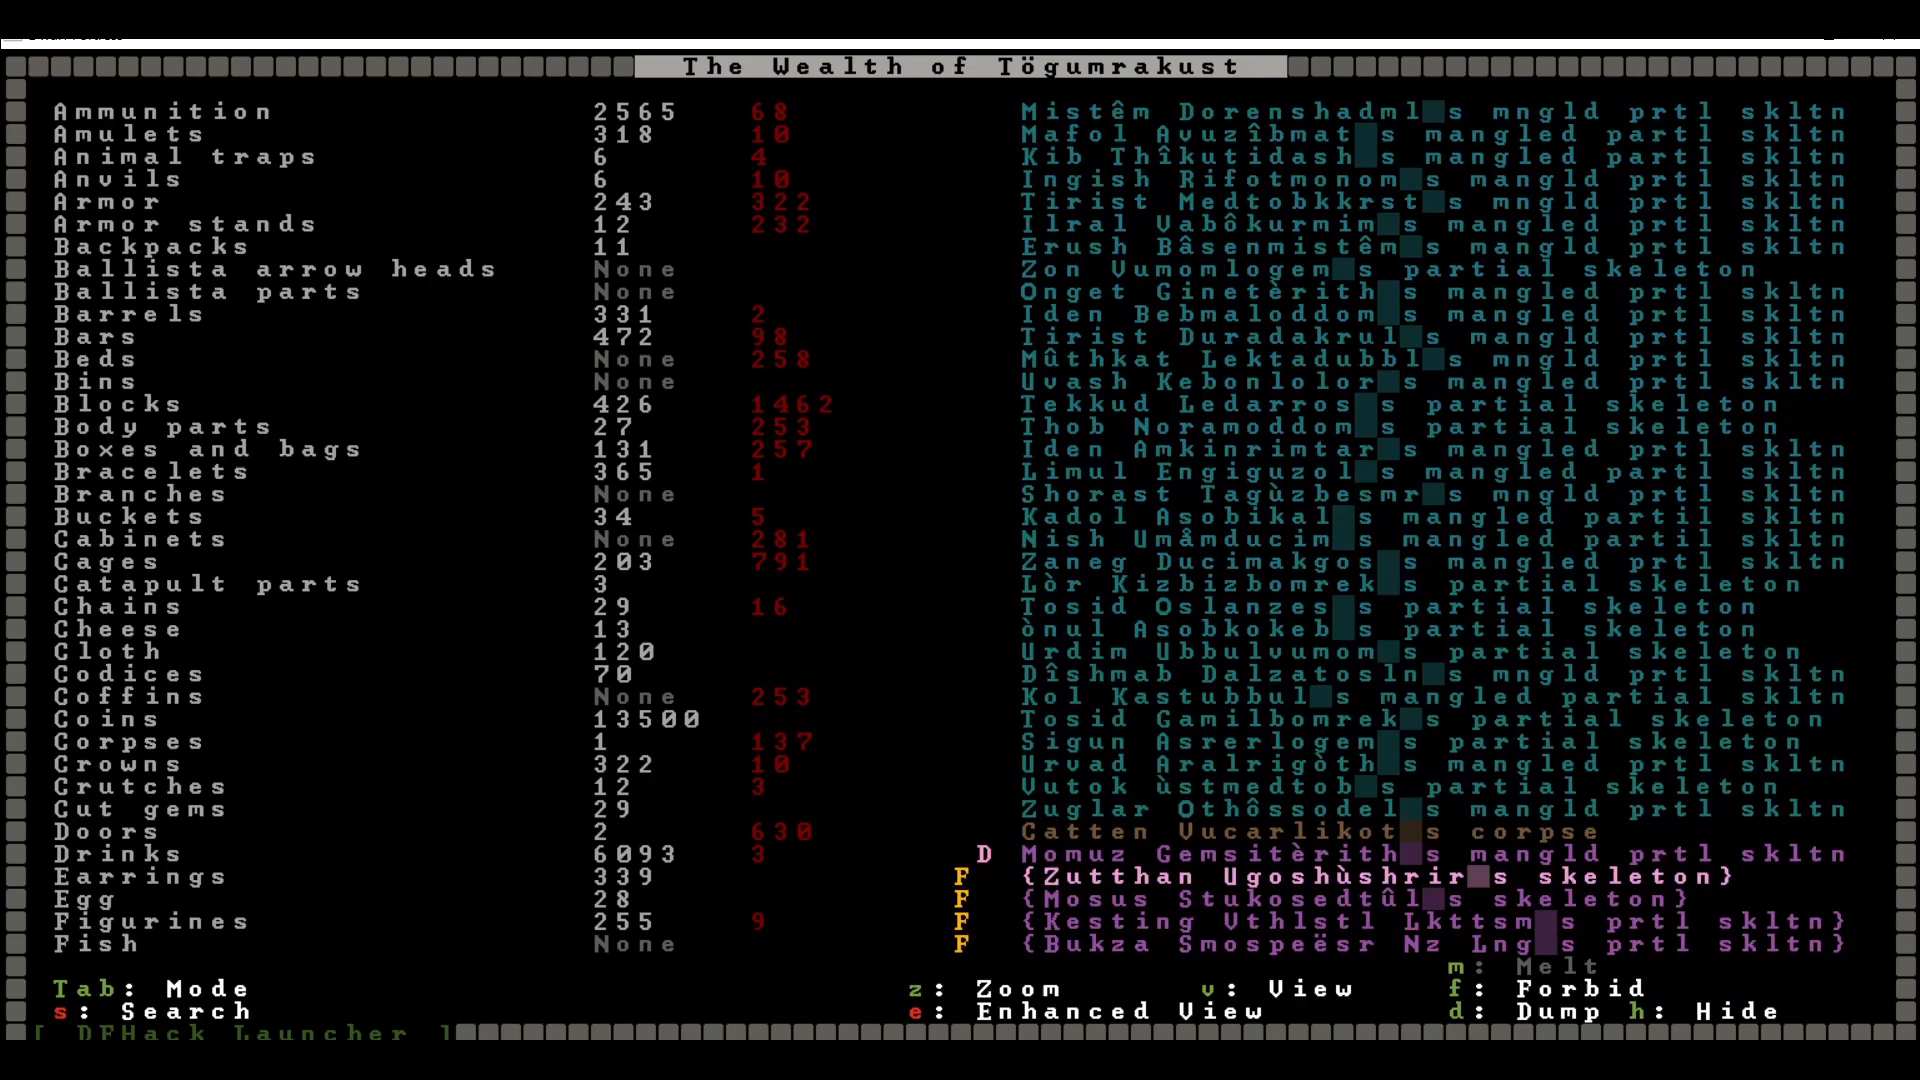 The Wealth of Tögumrakust
Ammunition 2565 68 Mistêm Dorenshadml s mngld prtl skltn
Amulets 318 10 Mafol Avuzîbmat s mangled partl skltn
Animal traps 6 4 Kib Thîkutidash s mangled partl skltn
Anvils 6 10 Ingish Rifotmonom s mangld prtl skltn
Armor 243 322 Tirist Medtobkkrst s mngld prtl skltn
Armor stands 12 232 Ilral Vabôkurmim s mangld prtl skltn
Backpacks 11 Erush Bâsenmistêm s mangld prtl skltn
Ballista arrow heads None Zon Vumomlogem s partial skeleton
Ballista parts None Onget Ginetèrith s mangled prtl skltn
Barrels 331 2 Iden Bebmaloddom s mangled prtl skltn
Bars 472 98 Tirist Duradakrul s mangld prtl skltn
Beds None 258 Mûthkat Lektadubbl s mngld prtl skltn
Bins None Uvash Kebonlolor s mangled prtl skltn
Blocks 426 1462 Tekkud Ledarros s partial skeleton
Body parts 27 253 Thob Noramoddom s partial skeleton
Boxes and bags 131 257 Iden Amkinrimtar s mangled prtl skltn
Bracelets 365 1 Limul Engiguzol s mangled partl skltn
Branches None Shorast Tagùzbesmr s mngld prtl skltn
Buckets 34 5 Kadol Asobikal s mangled partil skltn
Cabinets None 281 Nish Umåmducim s mangled partil skltn
Cages 203 791 Zaneg Ducimakgos s mangled prtl skltn
Catapult parts 3 Lòr Kizbizbomrek s partial skeleton
Chains 29 16 Tosid Oslanzes s partial skeleton
Cheese 13 ònul Asobkokeb s partial skeleton
Cloth 120 Urdim Ubbulvumom s partial skeleton
Codices 70 Dîshmab Dalzatosln s mngld prtl skltn
Coffins None 253 Kol Kastubbul s mangled partial skltn
Coins 13500 Tosid Gamilbomrek s partial skeleton
Corpses 1 137 Sigun Asrerlogem s partial skeleton
Crowns 322 10 Urvad Aralrigòth s mangled prtl skltn
Crutches 12 3 Vutok ùstmedtob s partial skeleton
Cut gems 29 Zuglar Othôssodel s mangld prtl skltn
Doors 2 630 Catten Vucarlikot s corpse
Drinks 6093 3 D Momuz Gemsitèrith s mangld prtl skltn
Earrings 339 F {Zutthan Ugoshùshrir s skeleton}
Egg 28 F {Mosus Stukosedtûl s skeleton}
Figurines 255 9 F {Kesting Vthlstl Lkttsm s prtl skltn}
Fish None F {Bukza Smospeësr Nz Lng s prtl skltn}
m: Melt
Tab: Mode z: Zoom v: View f: Forbid
s: Search e: Enhanced View d: Dump h: Hide
[ DFHack Launcher ]